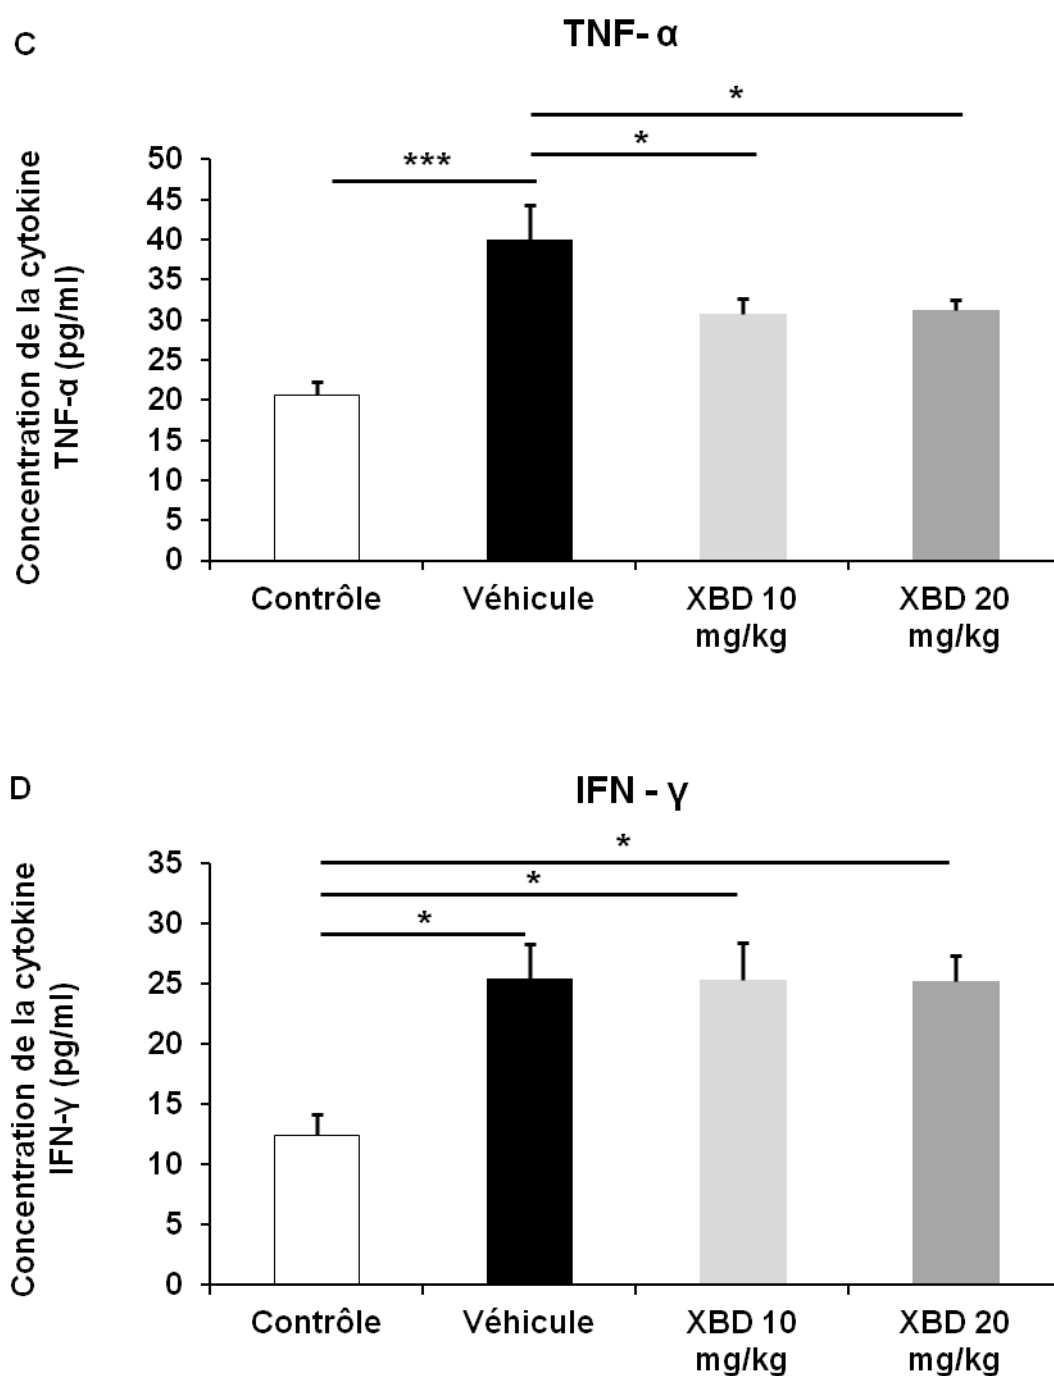 C
TNF- α
*
*
***
Concentration de la cytokine
TNF-α (pg/ml)
50
45
40
35
30
25
20
15
10
5
0
Contrôle
Véhicule
XBD 10
mg/kg
XBD 20
mg/kg
D
IFN - γ
*
*
*
Concentration de la cytokine
IFN-γ (pg/ml)
35
30
25
20
15
10
5
0
Contrôle
Véhicule
XBD 10
mg/kg
XBD 20
mg/kg